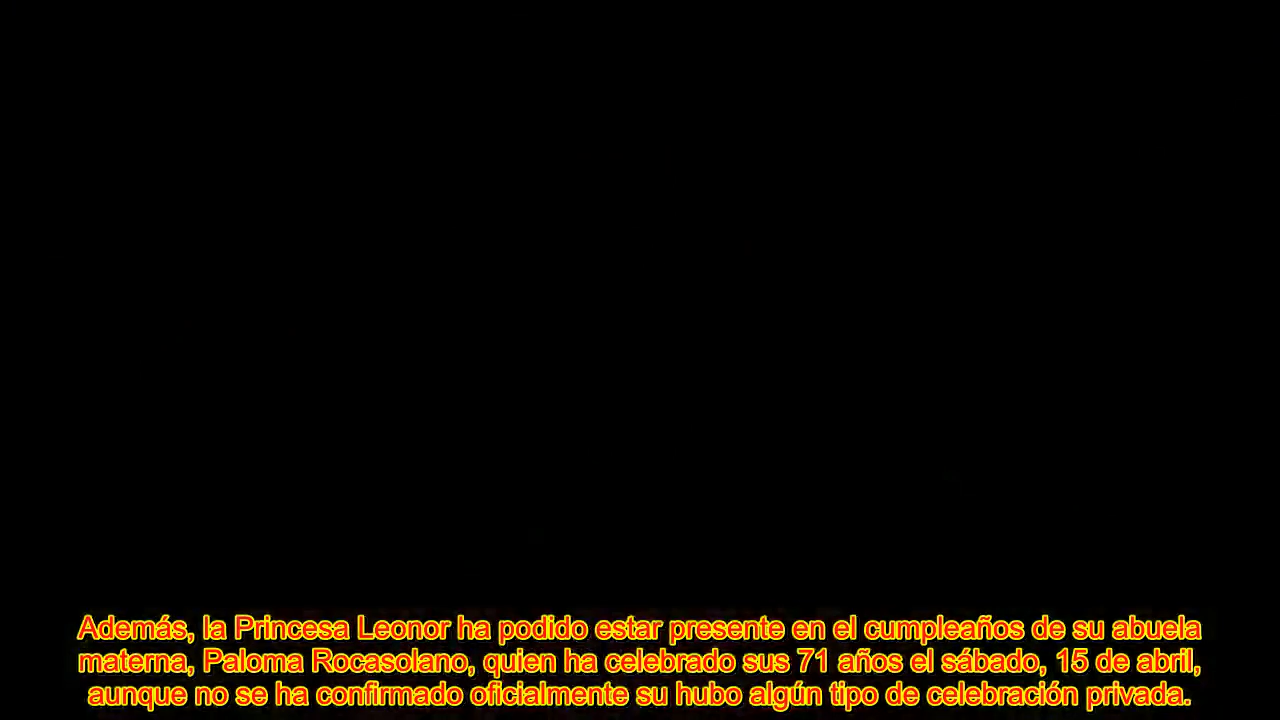 Además, la Princesa Leonor ha podido estar presente en el cumpleaños de su abuela
materna, Paloma Rocasolano, quien ha celebrado sus 71 años el sábado, 15 de abril,
aunque no se ha confirmado oficialmente su hubo algún tipo de celebración privada.